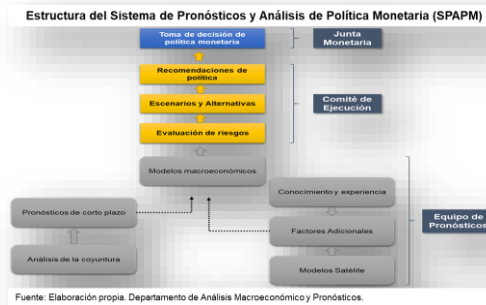 Estructura del Sistema de Pronósticos y Análisis de Política Monetaria (SPAPM)
Toma de decisión de
política monetaria
Junta
Monetaria
Recomendaciones de
política
Escenarios y Alternativas
Comité de
Ejecución
Evaluación de riesgos
Modelos macroeconómicos
Conocimiento y experiencia
Pronósticos de corto plazo
Factores Adicionales
Equipo de
Pronósticos
Análisis de la coyuntura
Modelos Satélite
Fuente: Elaboración propia. Departamento de Análisis Macroeconómico y Pronósticos.